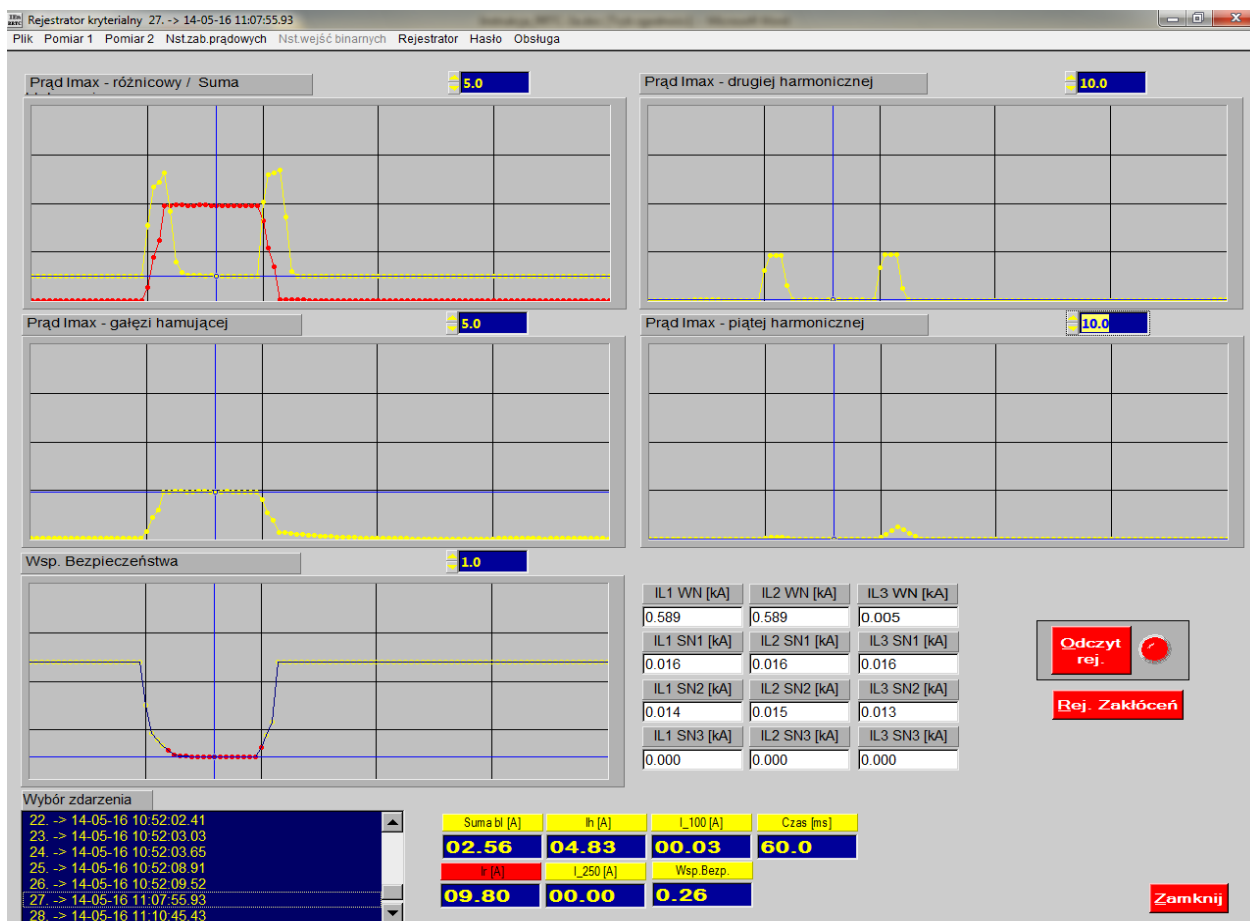 Rejestrator kryterialny 27. -> 14-05-16 11:07:55.93
Plik Pomiar 1 Pomiar 2 Nst.zab.prądowych Nst.wejść binarnych Rejestrator Hasło Obsługa
Prąd Imax - różnicowy / Suma
5.0
Prąd Imax - drugiej harmonicznej
10.0
Prąd Imax - gałęzi hamującej
5.0
Prąd Imax - piątej harmonicznej
10.0
Wsp. Bezpieczeństwa
1.0
IL1 WN [kA] IL2 WN [kA] IL3 WN [kA]
0.589 0.589 0.005
IL1 SN1 [kA] IL2 SN1 [kA] IL3 SN1 [kA]
0.016 0.016 0.016
IL1 SN2 [kA] IL2 SN2 [kA] IL3 SN2 [kA]
0.014 0.015 0.013
IL1 SN3 [kA] IL2 SN3 [kA] IL3 SN3 [kA]
0.000 0.000 0.000
Odczyt
rej.
Rej. Zakłóceń
Wybór zdarzenia
22. -> 14-05-16 10:52:02.41
23. -> 14-05-16 10:52:03.03
24. -> 14-05-16 10:52:03.65
25. -> 14-05-16 10:52:08.91
26. -> 14-05-16 10:52:09.52
27. -> 14-05-16 11:07:55.93
28. -> 14-05-16 11:10:45.43
Suma bl [A] Ih [A] I_100 [A] Czas [ms]
02.56 04.83 00.03 60.0
Ir [A] I_250 [A] Wsp.Bezp.
09.80 00.00 0.26
Zamknij